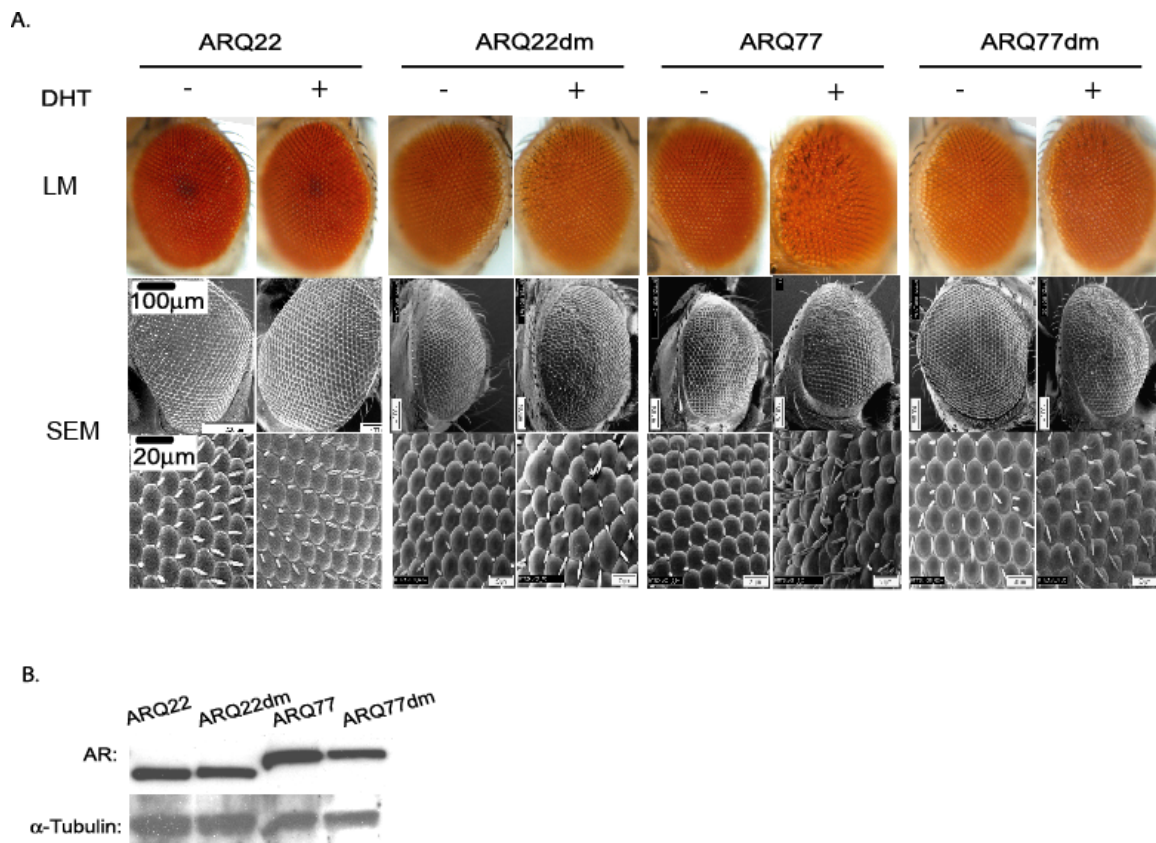 A.
ARQ22 ARQ22dm ARQ77 ARQ77dm
DHT - + - + - + - +
LM
SEM
100μm
20μm
B.
ARQ22 ARQ22dm ARQ77 ARQ77dm
AR:
α-Tubulin: